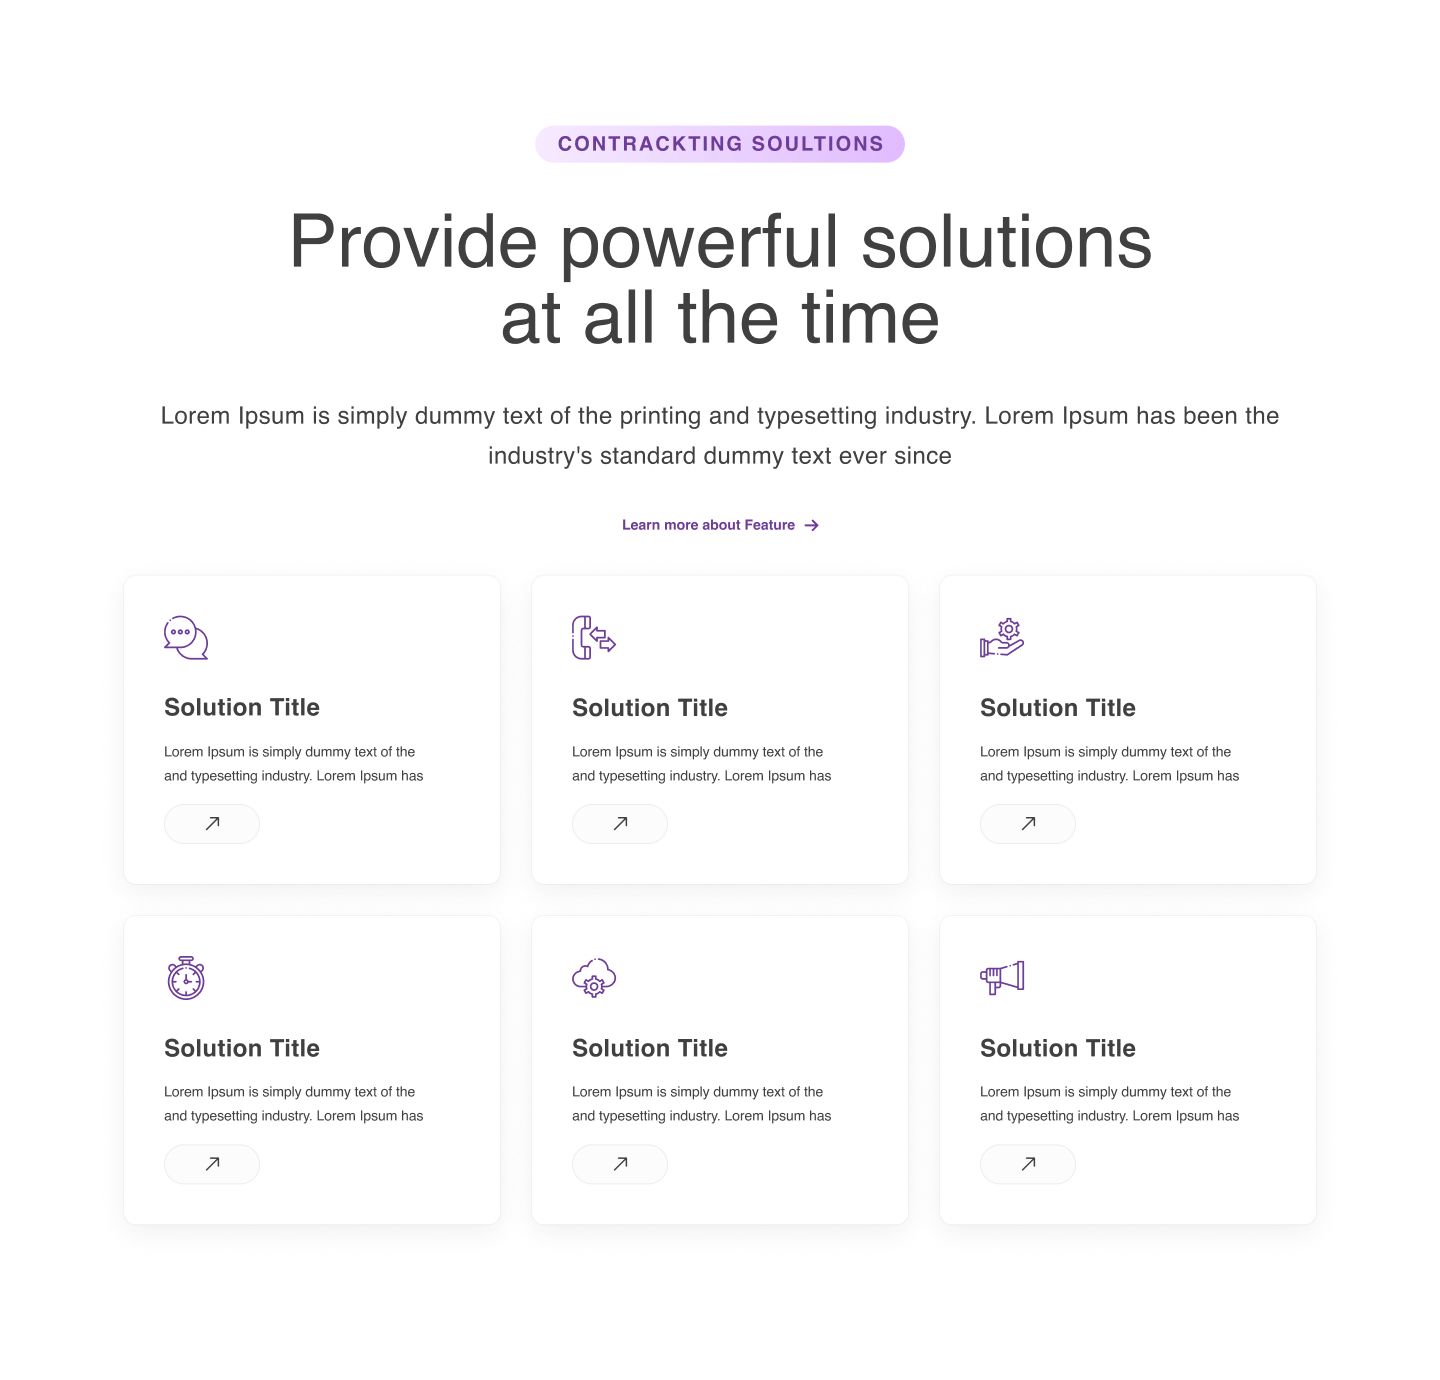 CONTRACKTING SOULTIONS
Provide powerful solutions
at all the time
Lorem Ipsum is simply dummy text of the printing and typesetting industry. Lorem Ipsum has been the
industry's standard dummy text ever since
Learn more about Feature
Solution Title
Lorem Ipsum is simply dummy text of the
and typesetting industry. Lorem Ipsum has
Solution Title
Lorem Ipsum is simply dummy text of the
and typesetting industry. Lorem Ipsum has
Solution Title
Lorem Ipsum is simply dummy text of the
and typesetting industry. Lorem Ipsum has
Solution Title
Lorem Ipsum is simply dummy text of the
and typesetting industry. Lorem Ipsum has
Solution Title
Lorem Ipsum is simply dummy text of the
and typesetting industry. Lorem Ipsum has
Solution Title
Lorem Ipsum is simply dummy text of the
and typesetting industry. Lorem Ipsum has